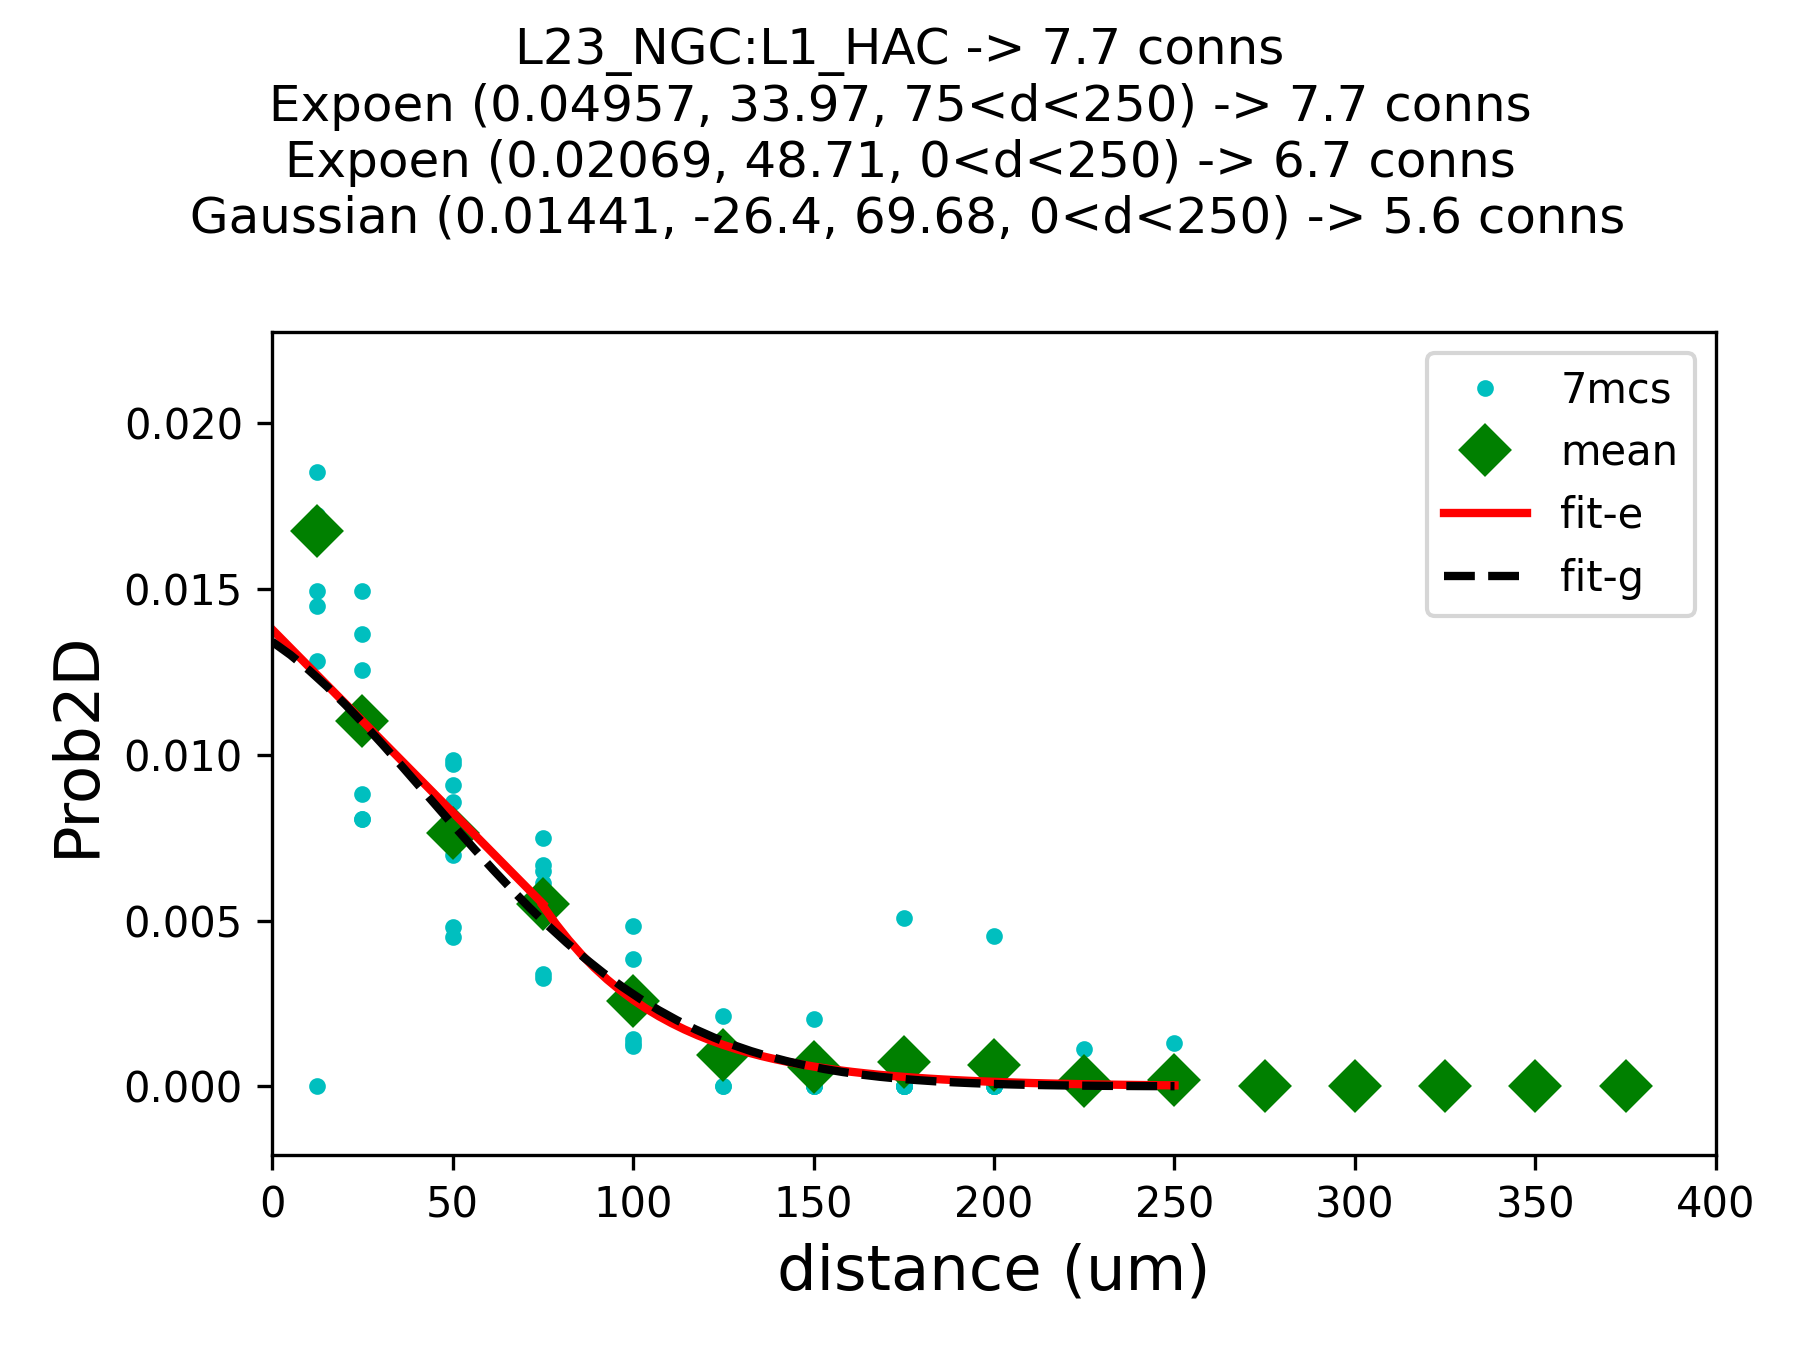 L23_NGC:L1_HAC -> 7.7 conns
Expoen (0.04957, 33.97, 75<d<250) -> 7.7 conns
Expoen (0.02069, 48.71, 0<d<250) -> 6.7 conns
Gaussian (0.01441, -26.4, 69.68, 0<d<250) -> 5.6 conns
7mcs
mean
fit-e
fit-g
Prob2D
0.020
0.015
0.010
0.005
0.000
0 50 100 150 200 250 300 350 400
distance (um)